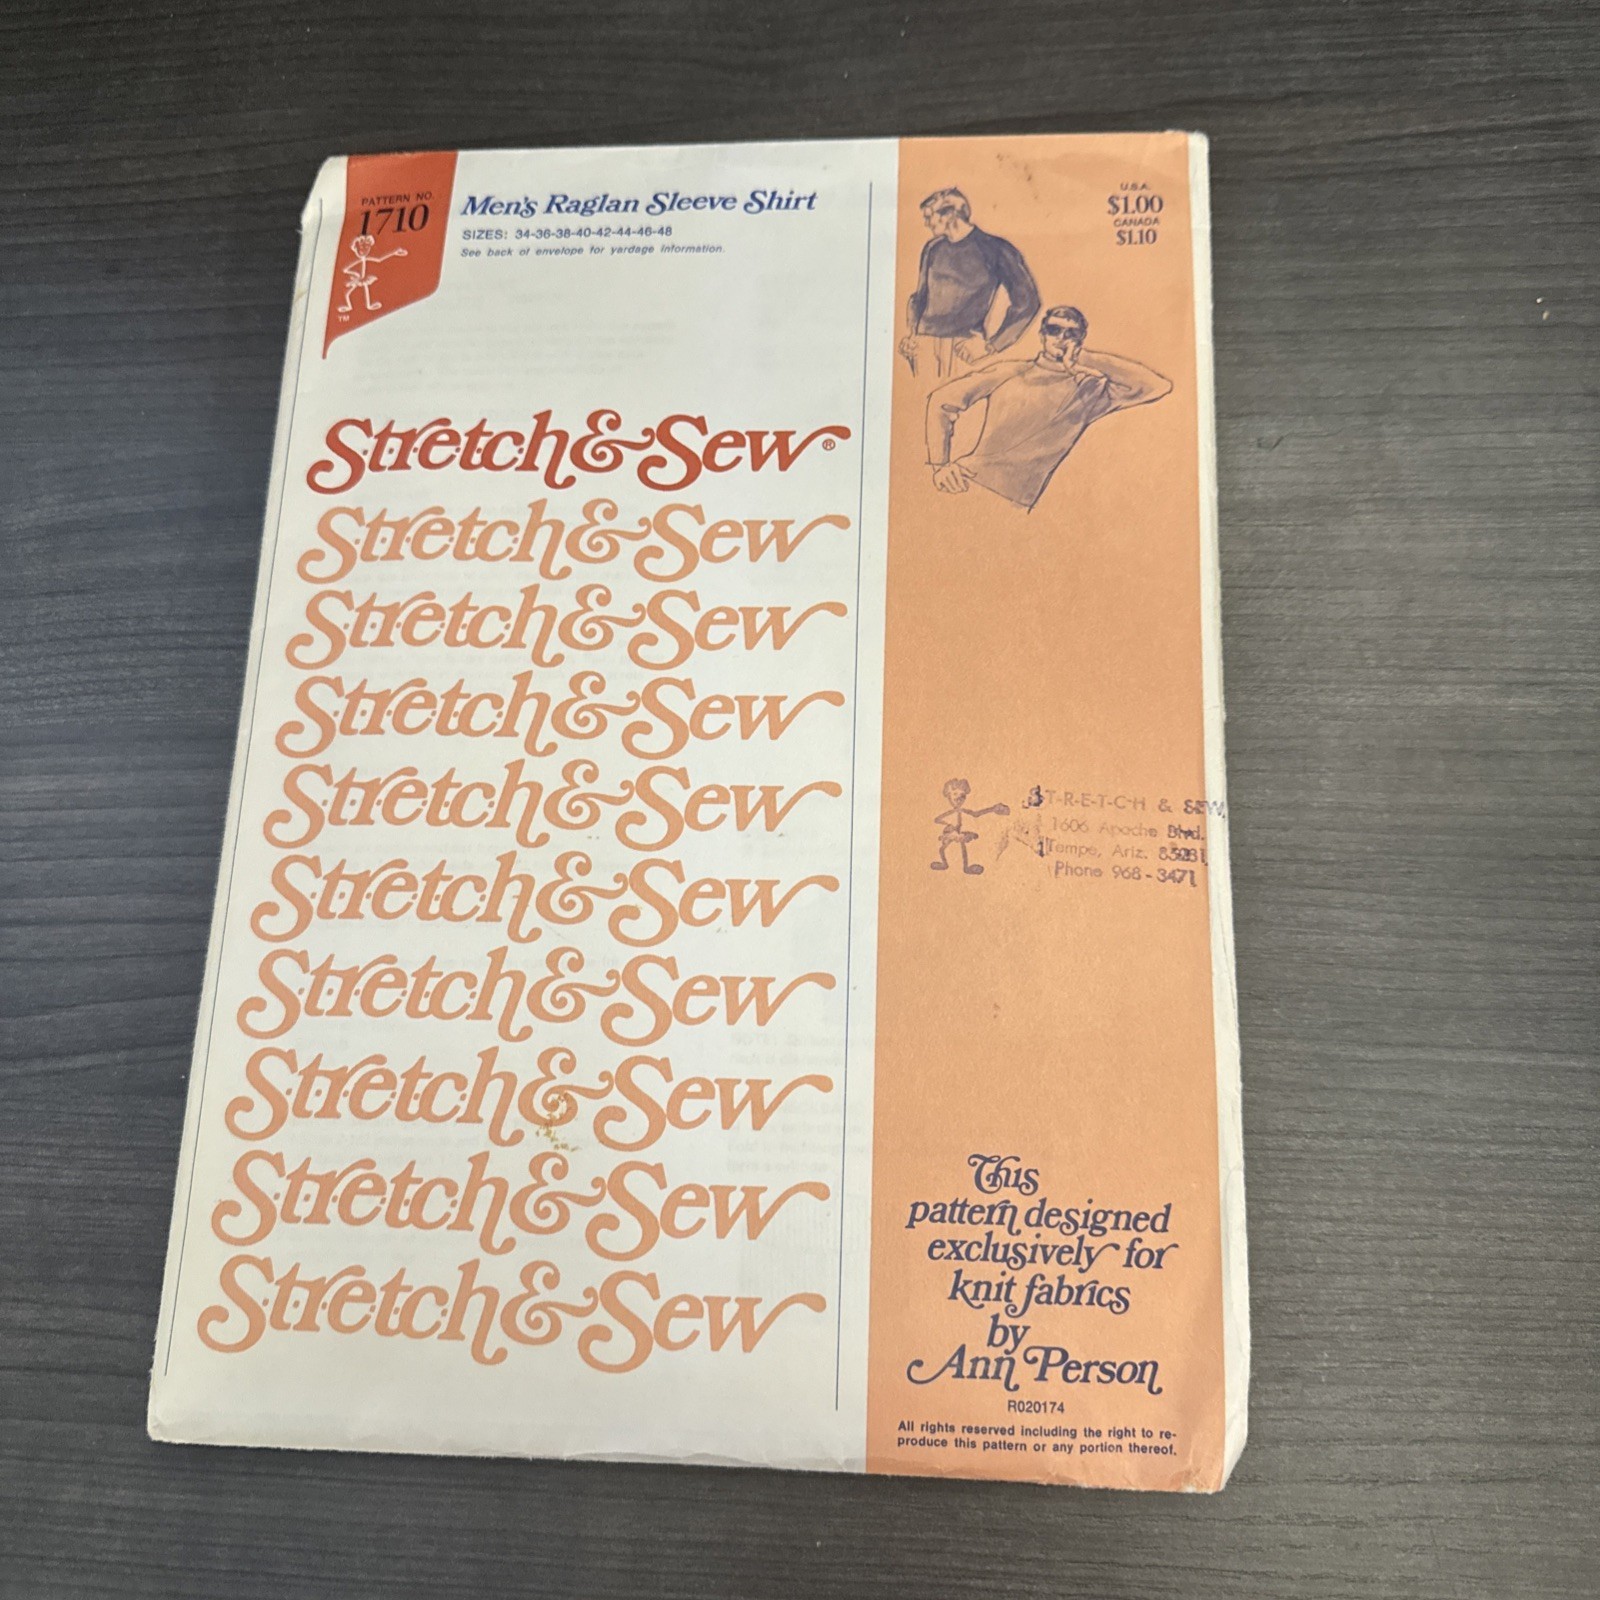 PATTERN NO.
1710
TM
Men's Raglan Sleeve Shirt
SIZES: 34-36-38-40-42-44-46-48
See back of envelope for yardage information.
U.S.A.
$1.00
CANADA
$1.10
Stretch & Sew®
Stretch & Sew
Stretch & Sew
Stretch & Sew
Stretch & Sew
Stretch & Sew
Stretch & Sew
Stretch & Sew
Stretch & Sew
Stretch & Sew
S-T-R-E-T-C-H & SEW
1606 Apache Blvd.
Tempe, Ariz. 85281
Phone 968-3471
This
pattern designed
exclusively for
knit fabrics
by
Ann Person
R020174
All rights reserved including the right to re-
produce this pattern or any portion thereof.